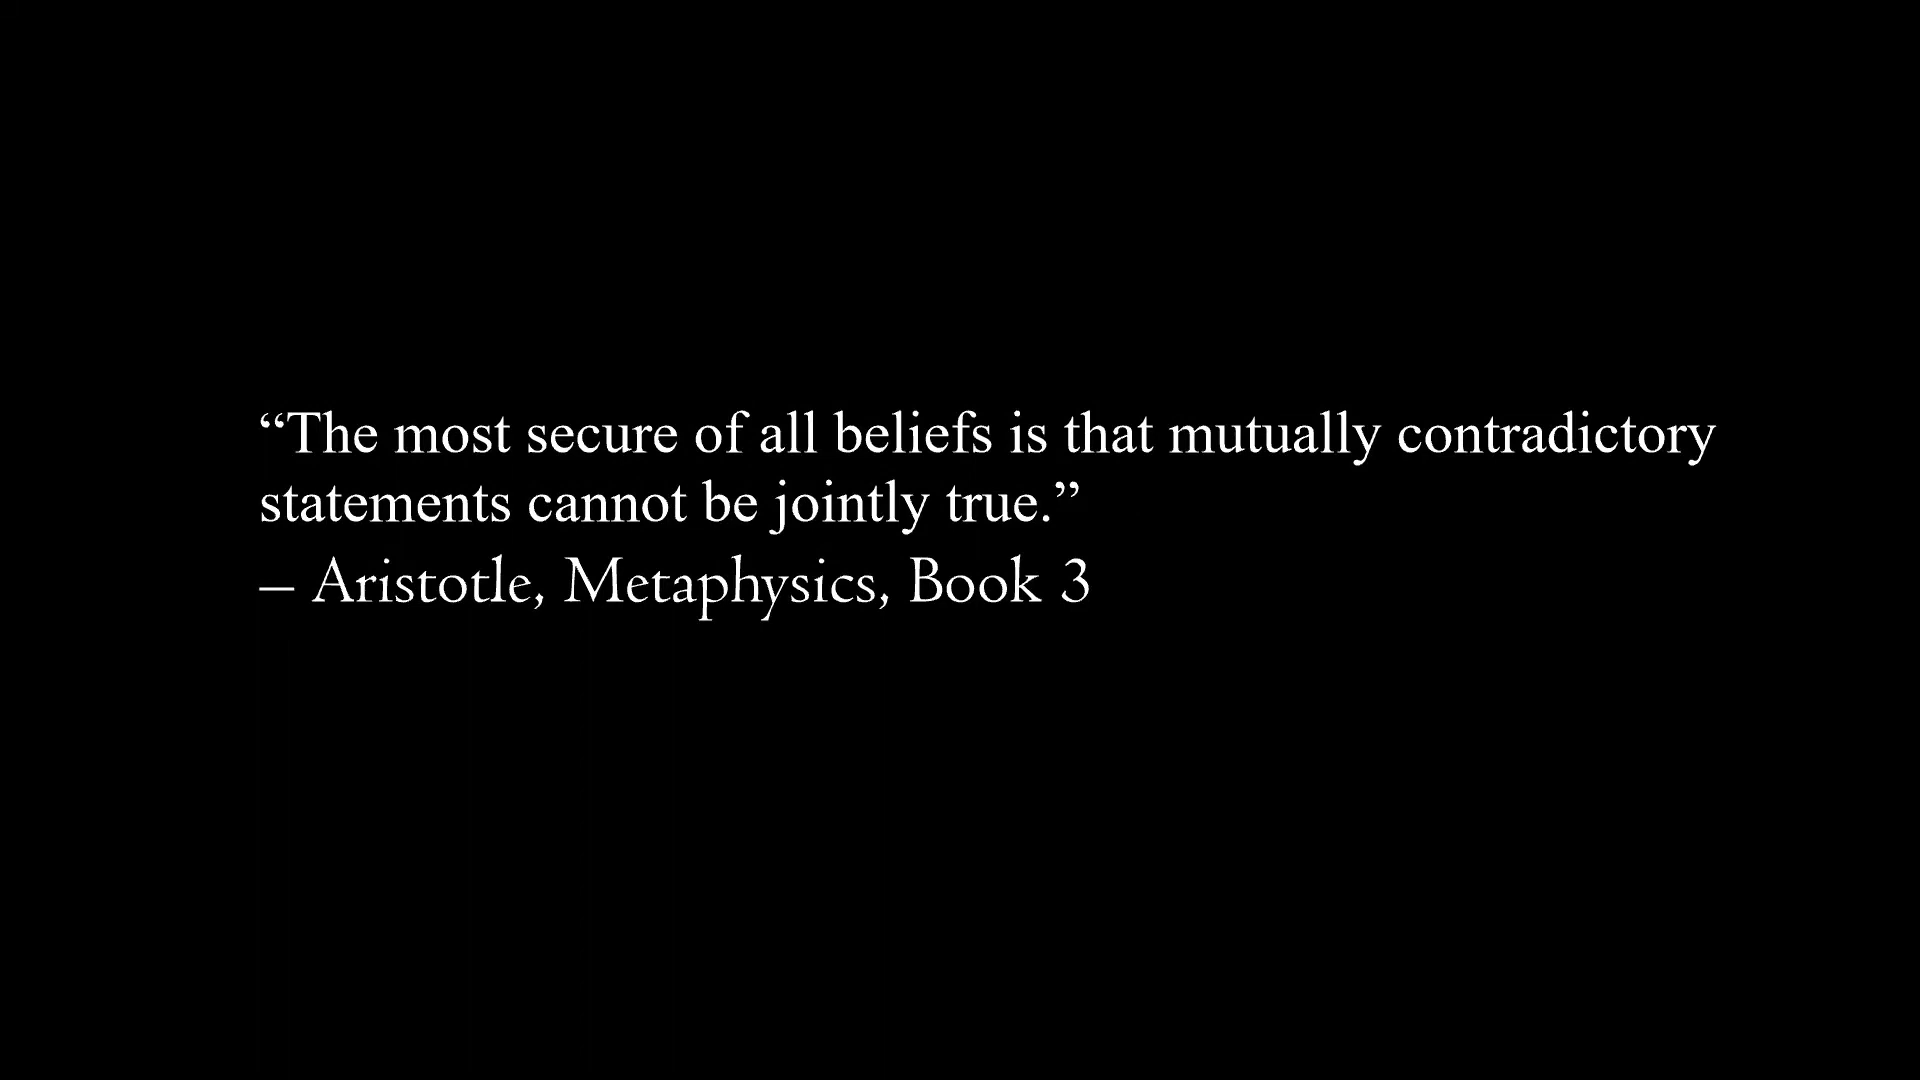 “The most secure of all beliefs is that mutually contradictory
statements cannot be jointly true.”
– Aristotle, Metaphysics, Book 3